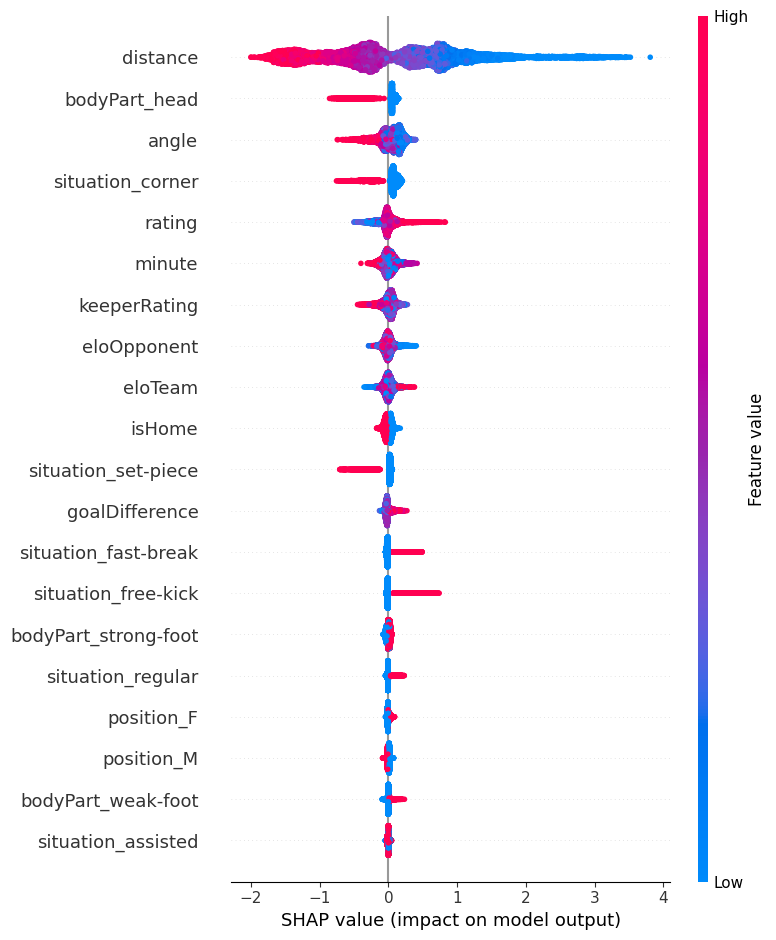 High
distance
bodyPart_head
angle
situation_corner
rating
minute
keeperRating
eloOpponent
eloTeam
isHome
situation_set-piece
goalDifference
situation_fast-break
situation_free-kick
bodyPart_strong-foot
situation_regular
position_F
position_M
bodyPart_weak-foot
situation_assisted
Feature value
Low
−2 −1 0 1 2 3 4
SHAP value (impact on model output)